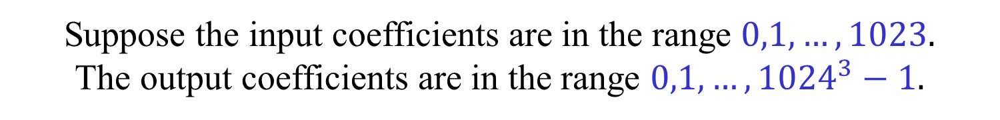 Suppose the input coefficients are in the range 0,1, … , 1023.
The output coefficients are in the range 0,1, … , 1024³ − 1.